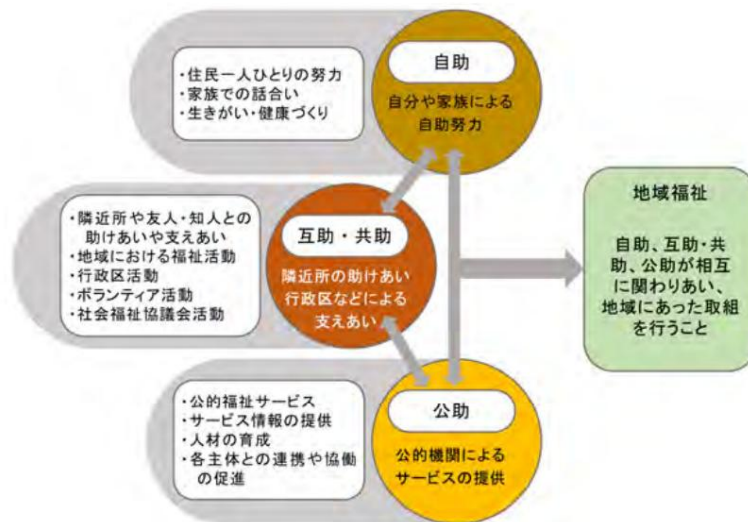 自助
自分や家族による
自助努力
・住民一人ひとりの努力
・家族での話合い
・生きがい・健康づくり
互助・共助
隣近所の助けあい
行政区などによる
支えあい
・隣近所や友人・知人との
助けあいや支えあい
・地域における福祉活動
・行政区活動
・ボランティア活動
・社会福祉協議会活動
公助
公的機関による
サービスの提供
・公的福祉サービス
・サービス情報の提供
・人材の育成
・各主体との連携や協働
の促進
地域福祉
自助、互助・共
助、公助が相互
に関わりあい、
地域にあった取組
を行うこと